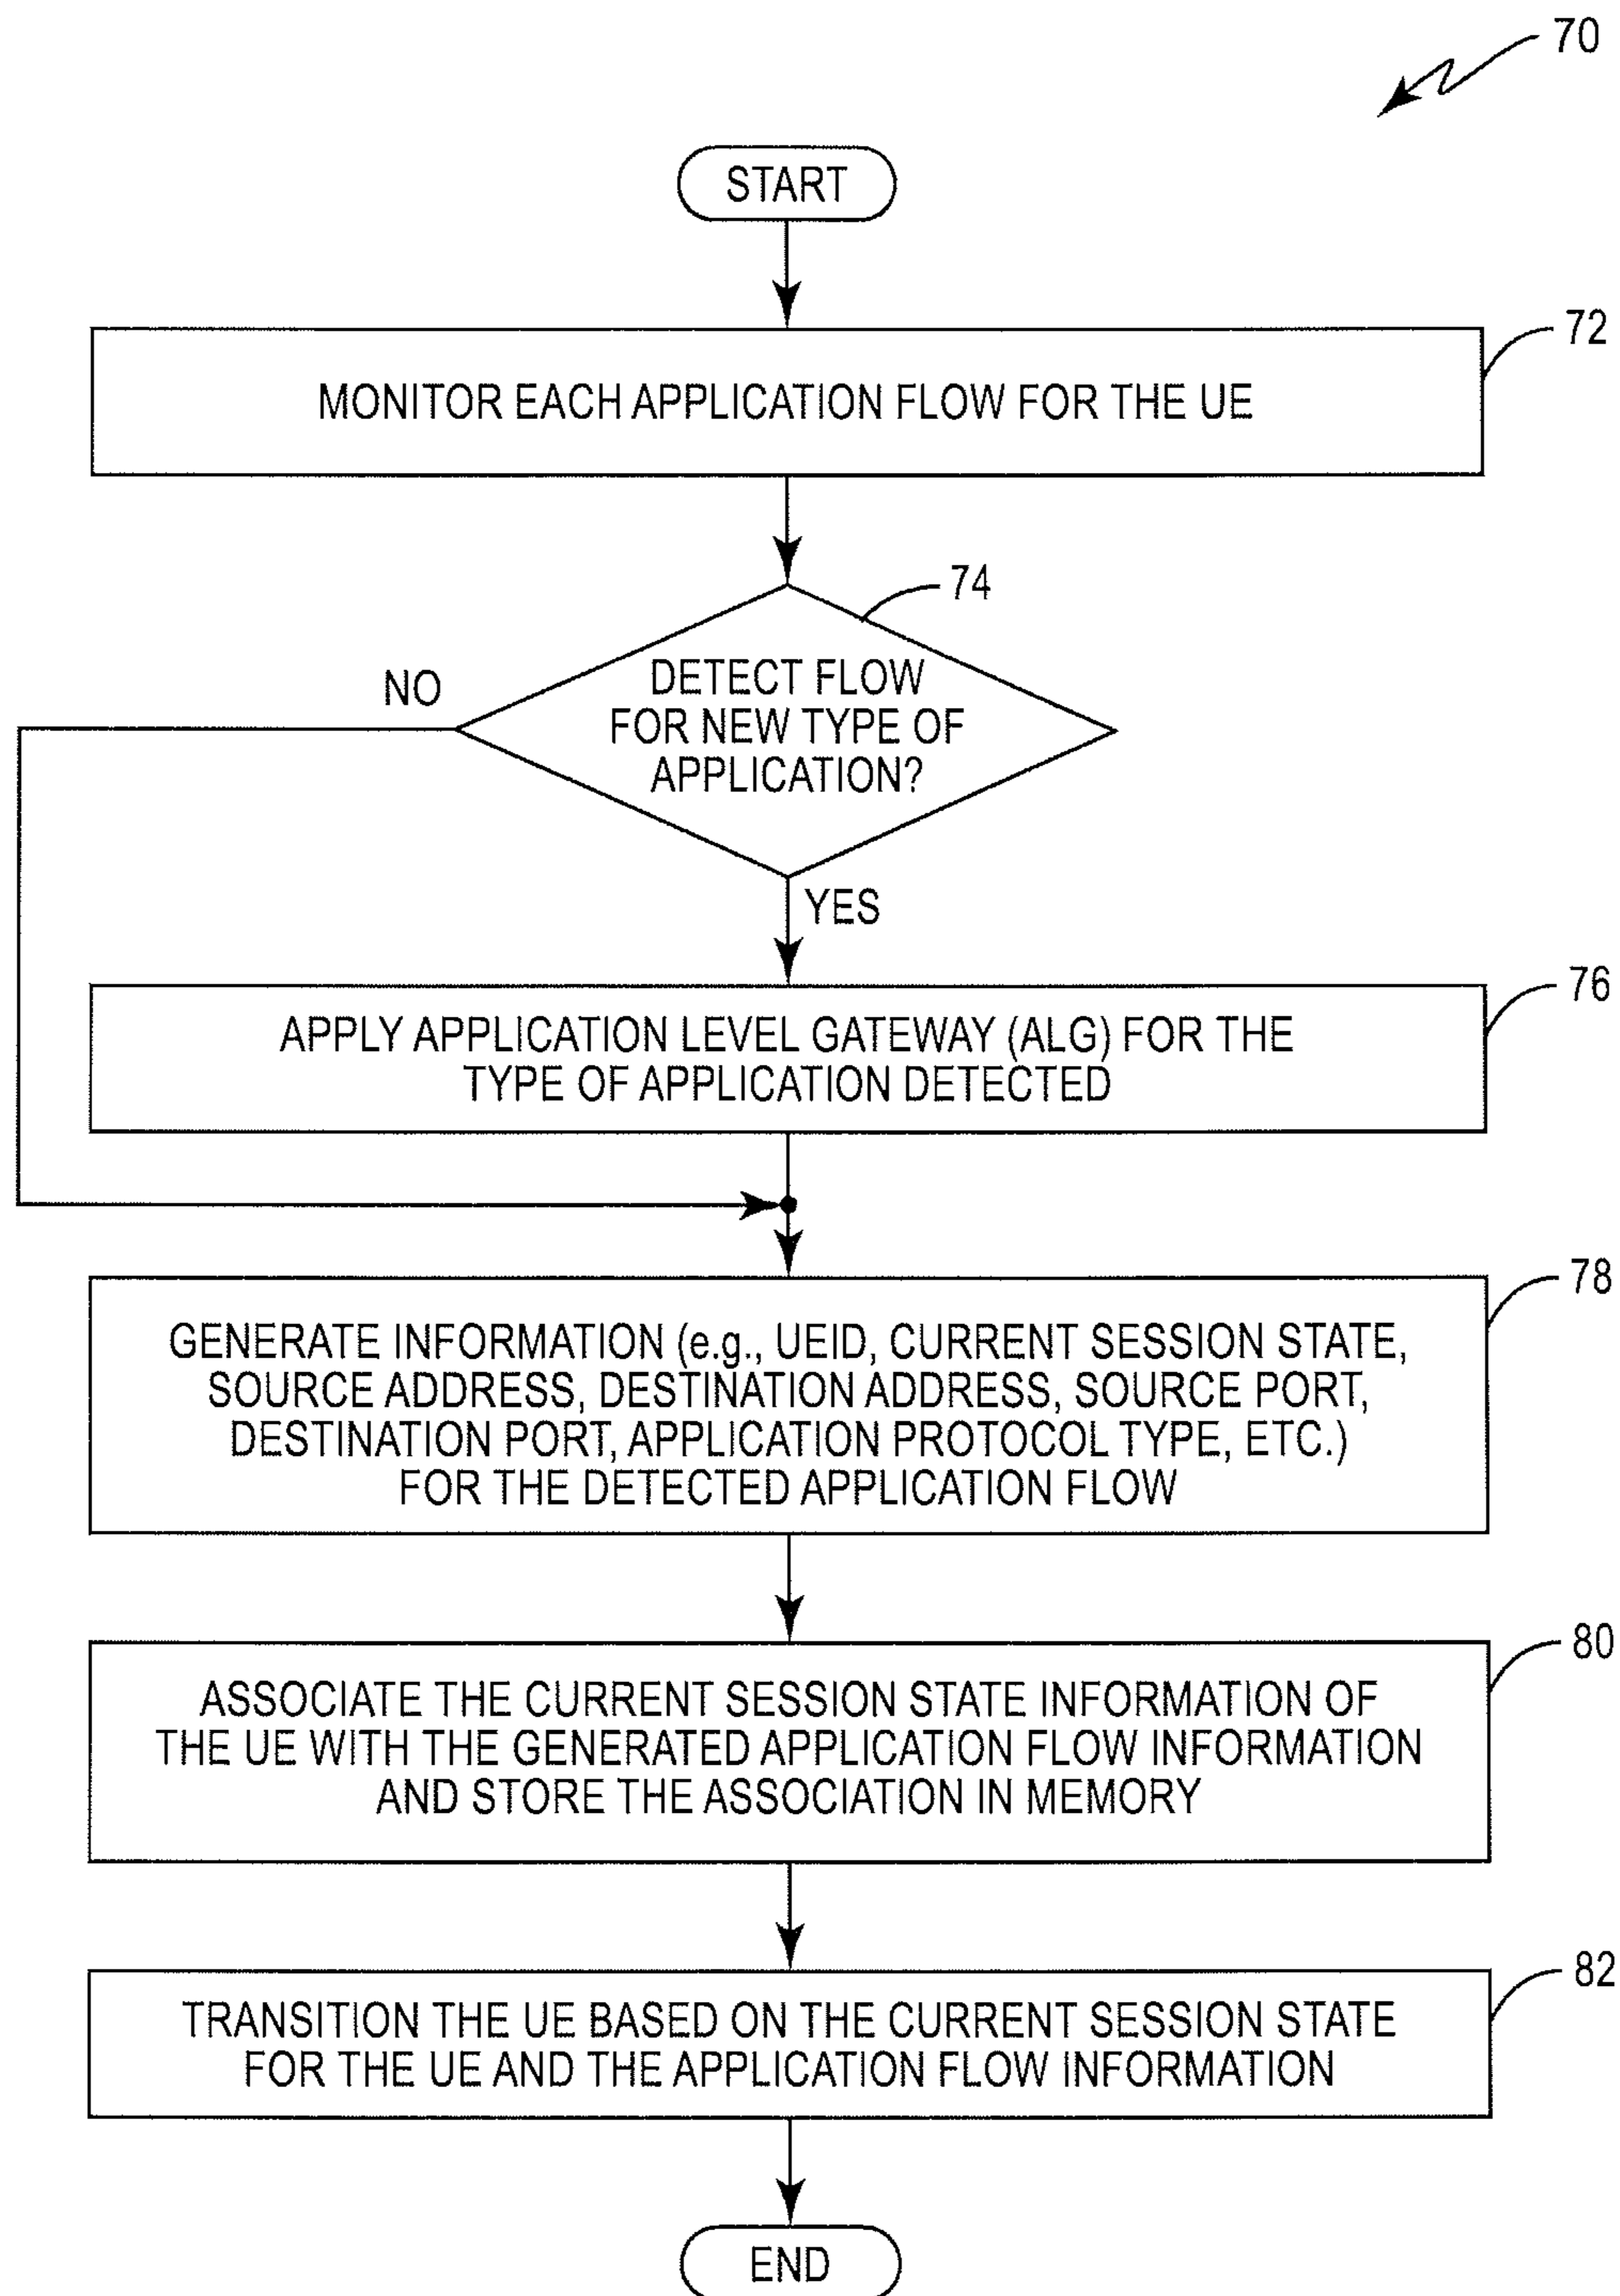 70
START
72
MONITOR EACH APPLICATION FLOW FOR THE UE
74
NO
DETECT FLOW
FOR NEW TYPE OF
APPLICATION?
YES
76
APPLY APPLICATION LEVEL GATEWAY (ALG) FOR THE
TYPE OF APPLICATION DETECTED
78
GENERATE INFORMATION (e.g., UEID, CURRENT SESSION STATE,
SOURCE ADDRESS, DESTINATION ADDRESS, SOURCE PORT,
DESTINATION PORT, APPLICATION PROTOCOL TYPE, ETC.)
FOR THE DETECTED APPLICATION FLOW
80
ASSOCIATE THE CURRENT SESSION STATE INFORMATION OF
THE UE WITH THE GENERATED APPLICATION FLOW INFORMATION
AND STORE THE ASSOCIATION IN MEMORY
82
TRANSITION THE UE BASED ON THE CURRENT SESSION STATE
FOR THE UE AND THE APPLICATION FLOW INFORMATION
END